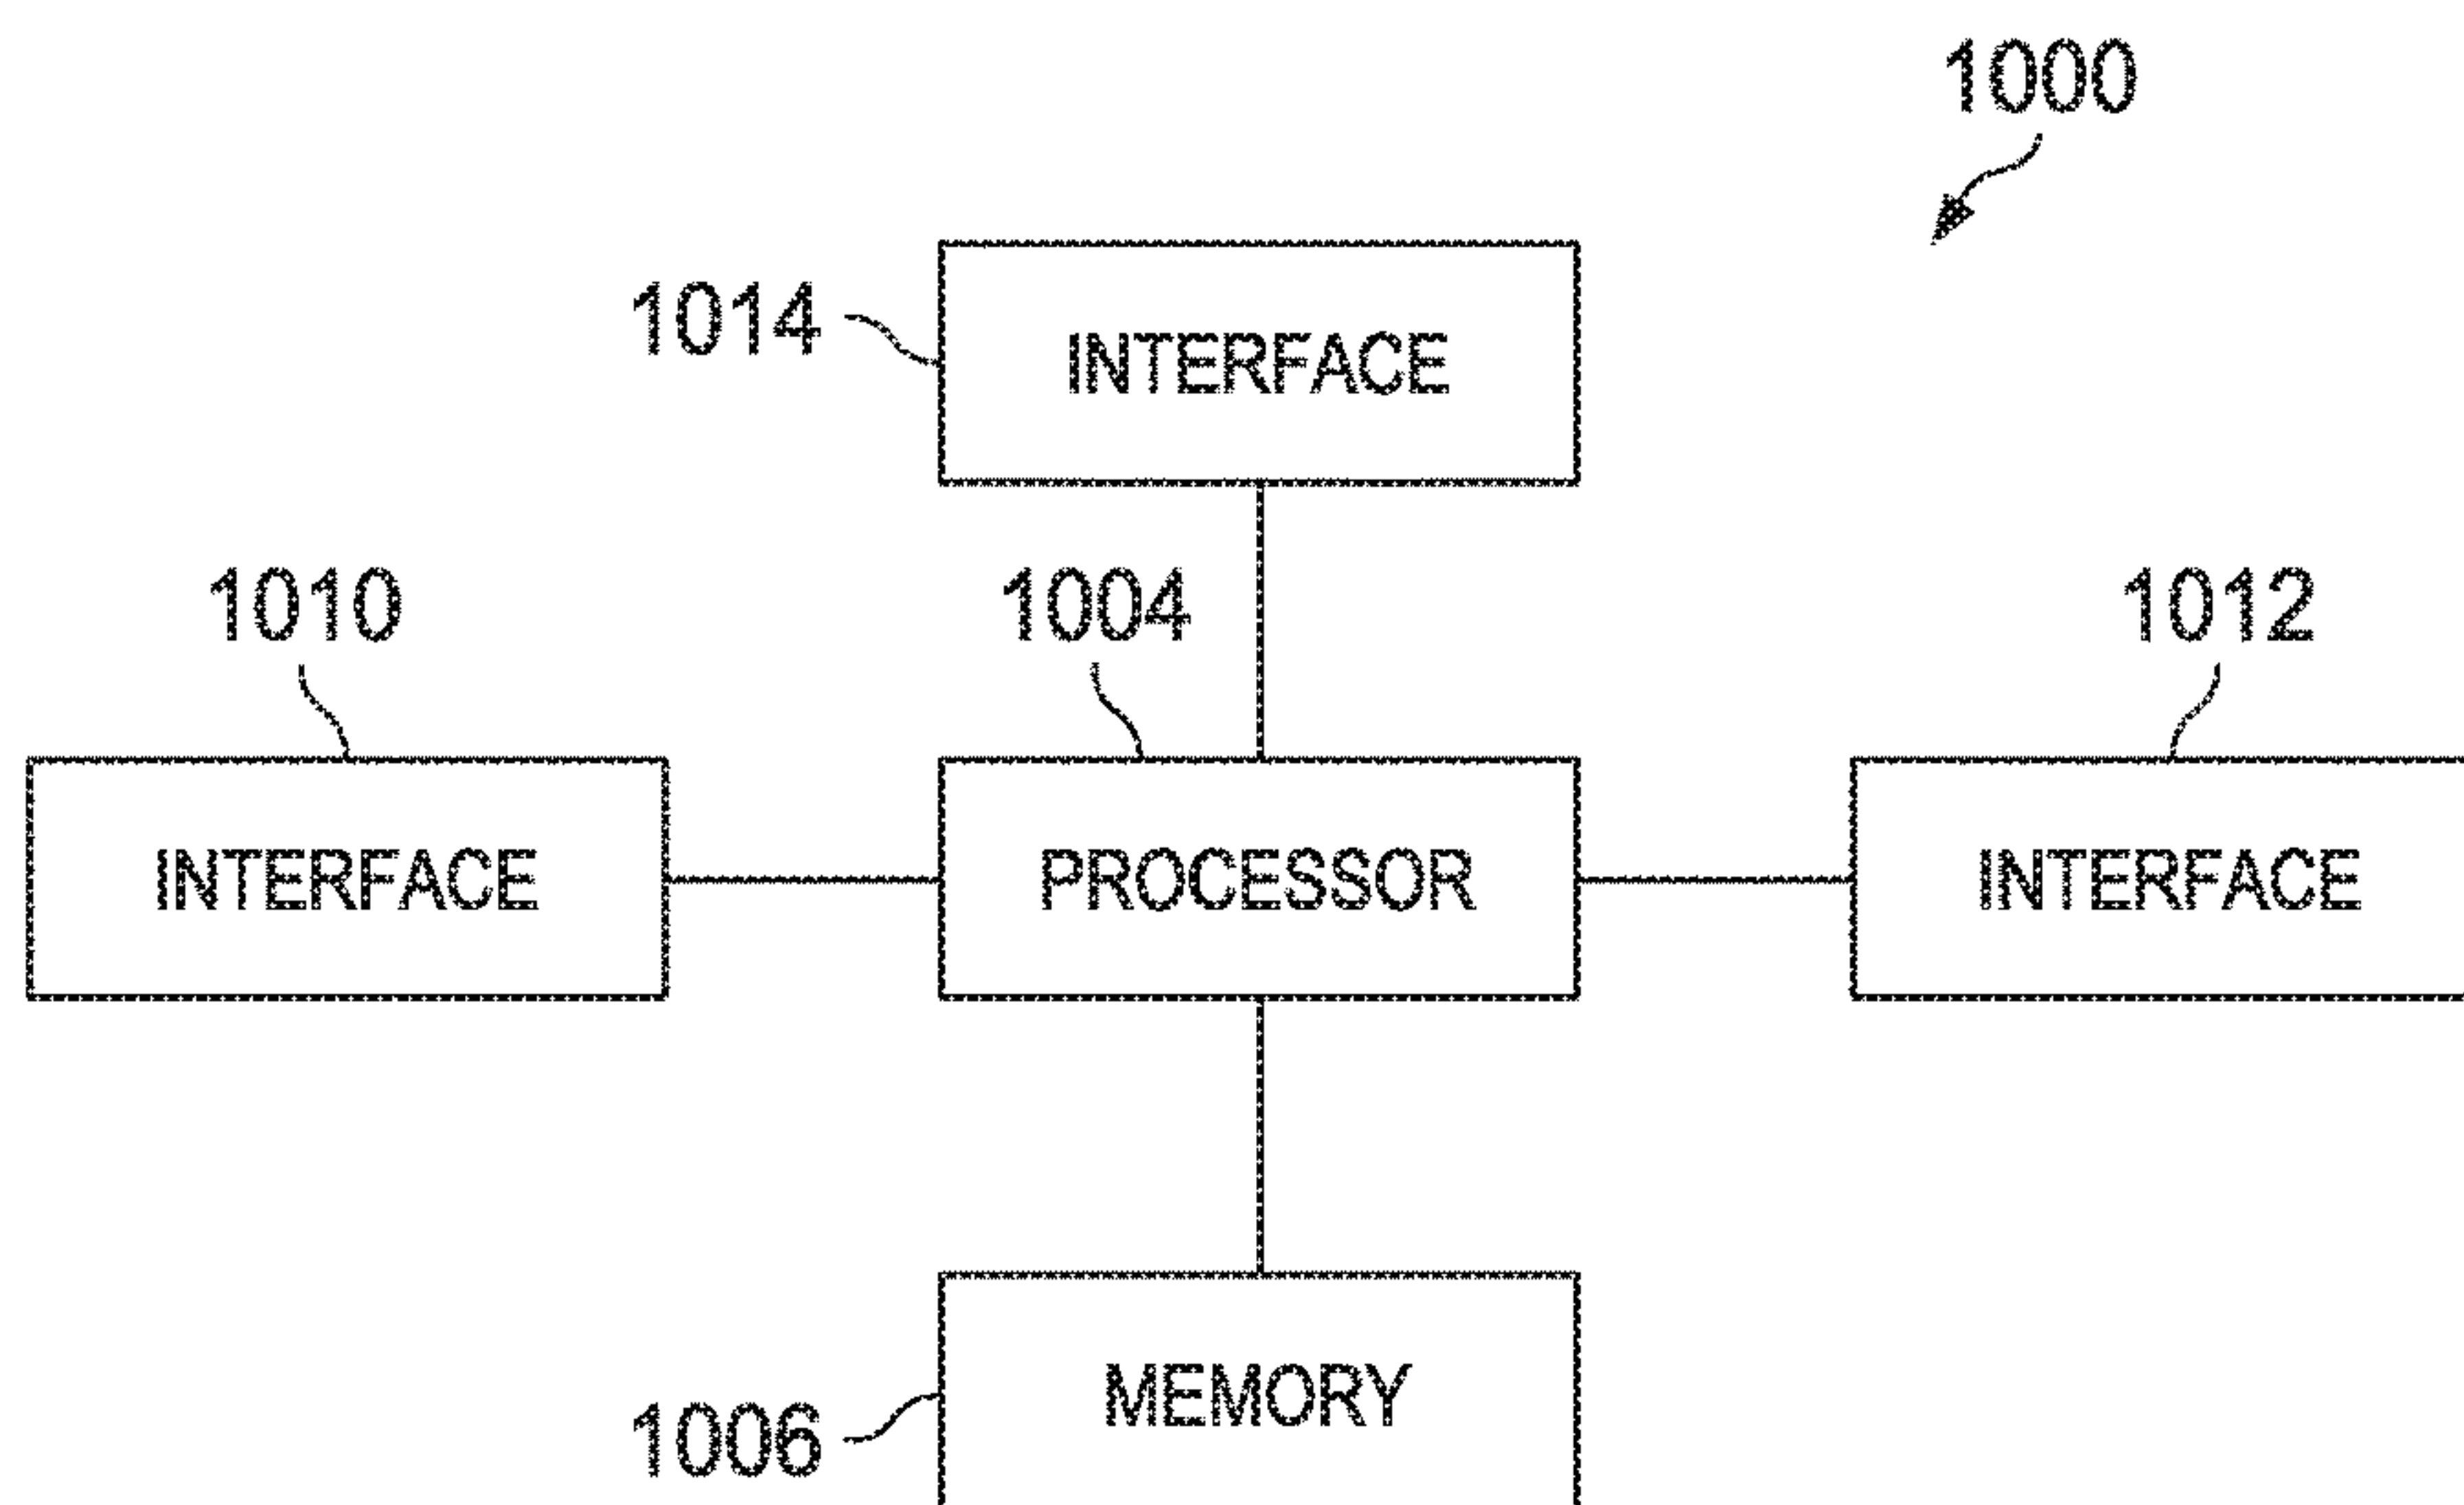 1000
1014
INTERFACE
1010
1004
1012
INTERFACE
PROCESSOR
INTERFACE
MEMORY
1006